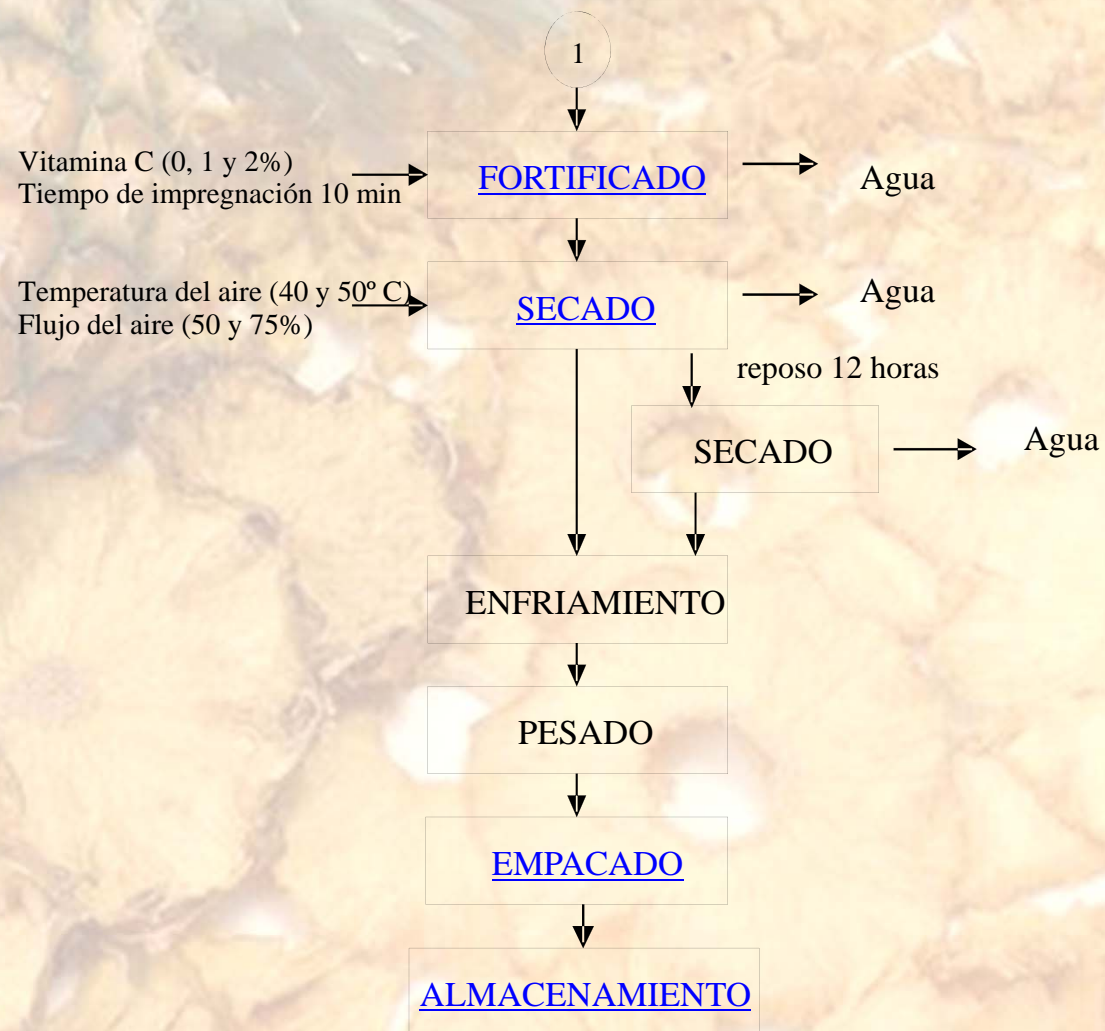 1
Vitamina C (0, 1 y 2%)
Tiempo de impregnación 10 min
FORTIFICADO
Agua
Temperatura del aire (40 y 50º C)
Flujo del aire (50 y 75%)
SECADO
Agua
reposo 12 horas
SECADO
Agua
ENFRIAMIENTO
PESADO
EMPACADO
ALMACENAMIENTO